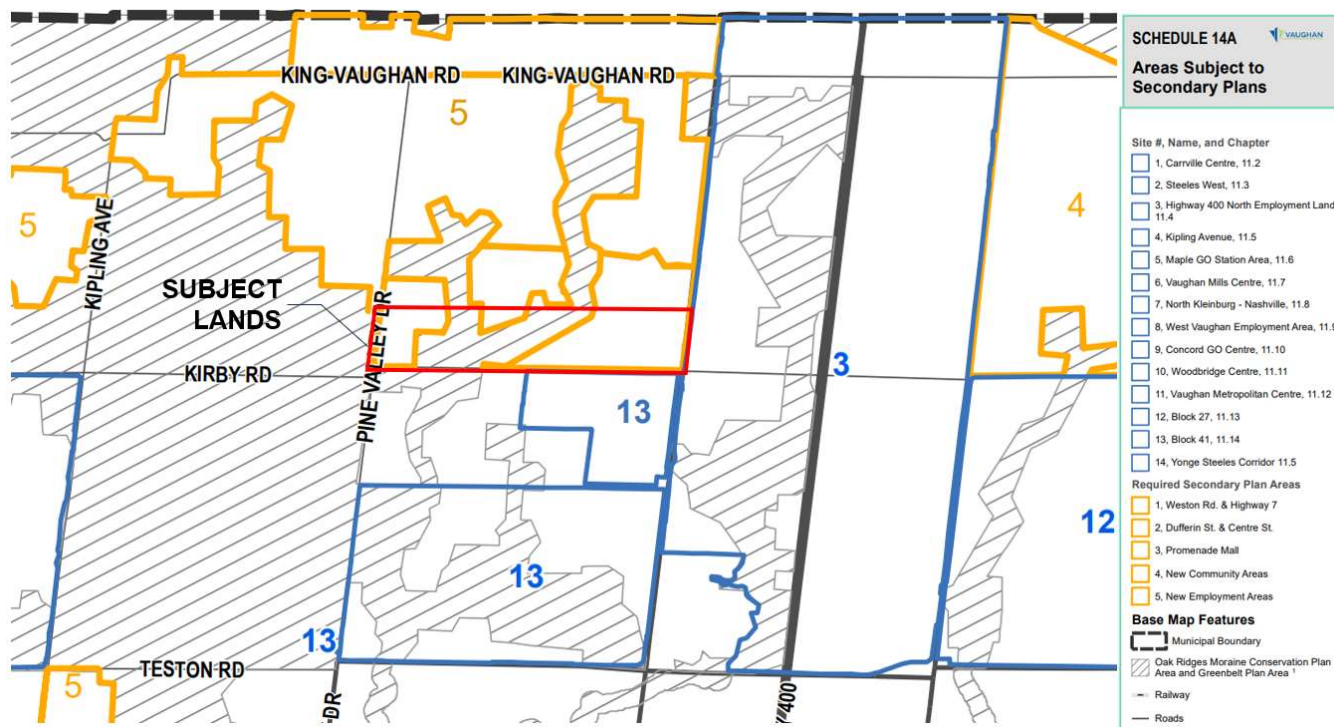 KING-VAUGHAN RD
KING-VAUGHAN RD
5
4
5
KIPLING AVE
SUBJECT
LANDS
PINE VALLEY DR
KIRBY RD
3
13
12
13
13
TESTON RD
5
DR
400
SCHEDULE 14A
VAUGHAN
Areas Subject to
Secondary Plans
Site #, Name, and Chapter
1, Carrville Centre, 11.2
2, Steeles West, 11.3
3, Highway 400 North Employment Land
11.4
4, Kipling Avenue, 11.5
5, Maple GO Station Area, 11.6
6, Vaughan Mills Centre, 11.7
7, North Kleinburg - Nashville, 11.8
8, West Vaughan Employment Area, 11.9
9, Concord GO Centre, 11.10
10, Woodbridge Centre, 11.11
11, Vaughan Metropolitan Centre, 11.12
12, Block 27, 11.13
13, Block 41, 11.14
14, Yonge Steeles Corridor 11.5
Required Secondary Plan Areas
1, Weston Rd. & Highway 7
2, Dufferin St. & Centre St.
3, Promenade Mall
4, New Community Areas
5, New Employment Areas
Base Map Features
Municipal Boundary
Oak Ridges Moraine Conservation Plan
Area and Greenbelt Plan Area 1
Railway
Roads